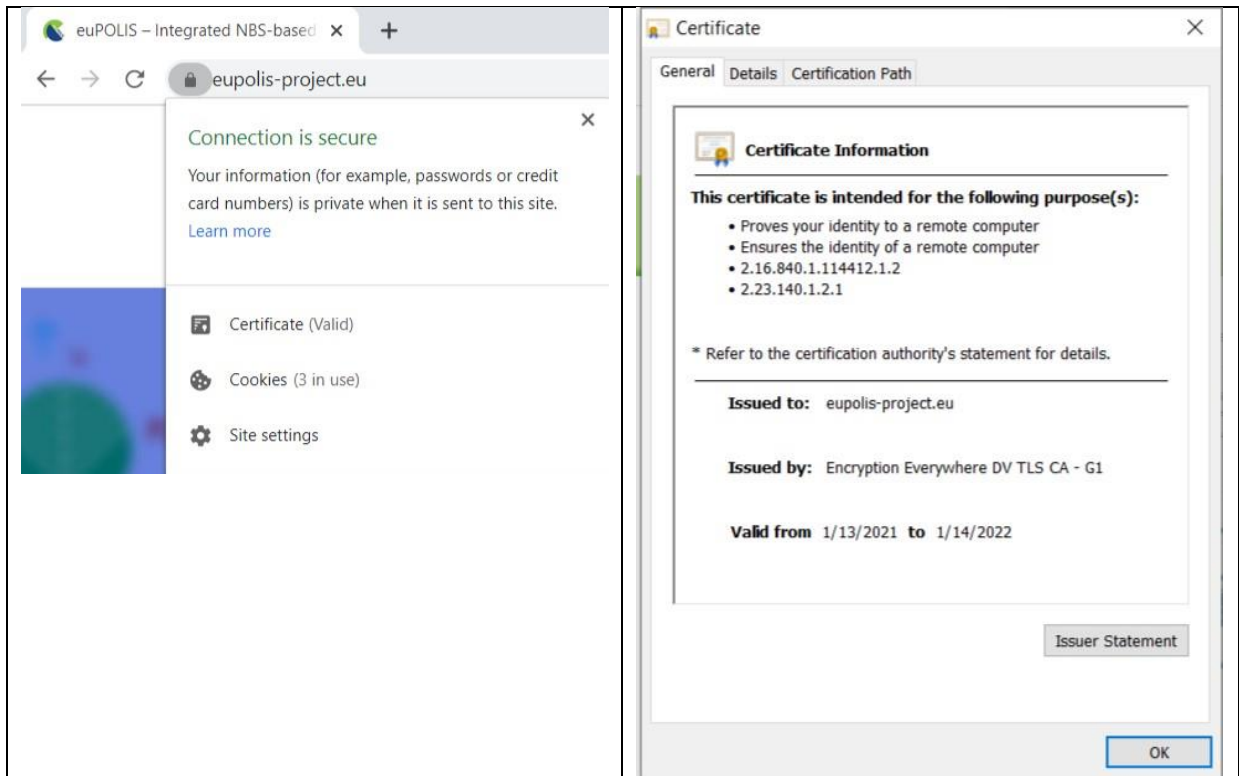 euPOLIS – Integrated NBS-based
eupolis-project.eu
Connection is secure
Your information (for example, passwords or credit
card numbers) is private when it is sent to this site.
Learn more
Certificate (Valid)
Cookies (3 in use)
Site settings
Certificate
General Details Certification Path
Certificate Information
This certificate is intended for the following purpose(s):
• Proves your identity to a remote computer
• Ensures the identity of a remote computer
• 2.16.840.1.114412.1.2
• 2.23.140.1.2.1
* Refer to the certification authority's statement for details.
Issued to: eupolis-project.eu
Issued by: Encryption Everywhere DV TLS CA - G1
Valid from 1/13/2021 to 1/14/2022
Issuer Statement
OK